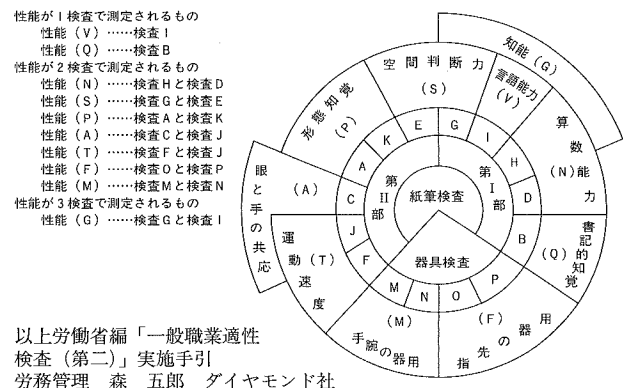 性能が1検査で測定されるもの
性能(V)……検査I
性能(Q)……検査B
性能が2検査で測定されるもの
性能(N)……検査Hと検査D
性能(S)……検査GとE検査E
性能(P)……検査Aと検査K
性能(A)……検査Cと検査J
性能(T)……検査Fと検査J
性能(F)……検査Oと検査P
性能(M)……検査Mと検査N
性能が3検査で測定されるもの
性能(G)……検査Gと検査I
以上労働省編「一般職業適性
検査(第二)」実施手引
労務管理 森 五郎 ダイヤモンド社
知能(G)
空間判断力
(S)
言語能力
(V)
算数(N)能力
書記的知覚
(Q)
(F)
指先の器用
(M)
手腕の器用
運動(T)速度
眼と手の共応
(A)
形態知覚
(P)
E
G
I
H
D
B
P
O
N
M
F
J
C
A
K
第I部
第II部
紙筆検査
器具検査